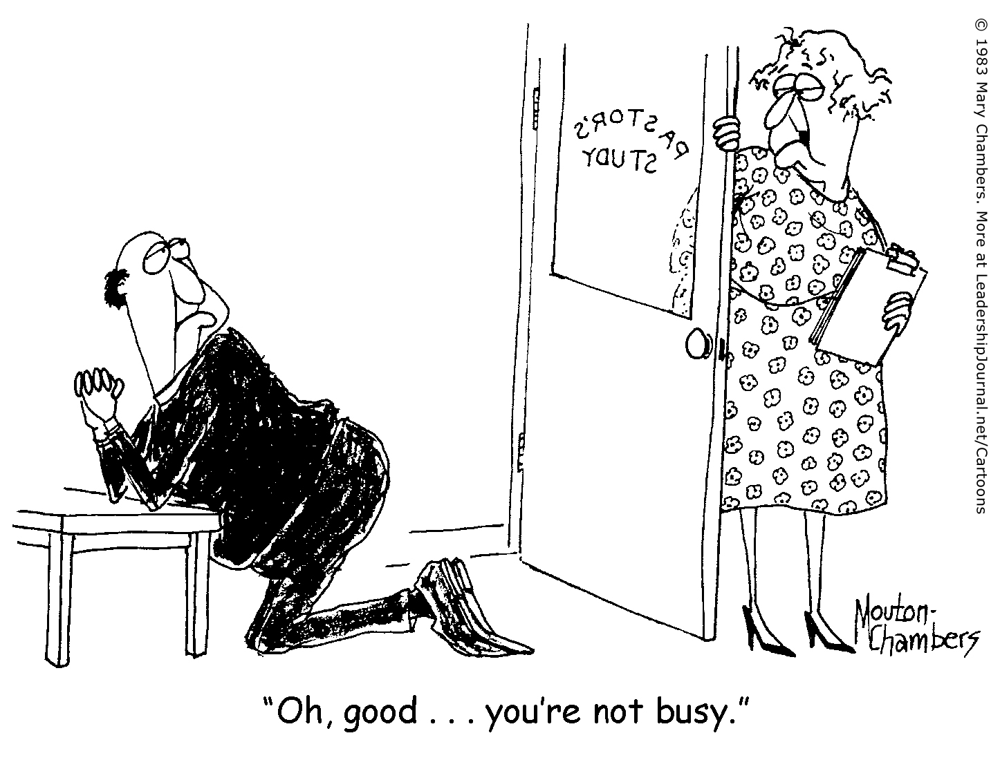 PASTOR'S
STUDY
Mouton-
Chambers
"Oh, good . . . you're not busy."
© 1983 Mary Chambers. More at LeadershipJournal.net/Cartoons